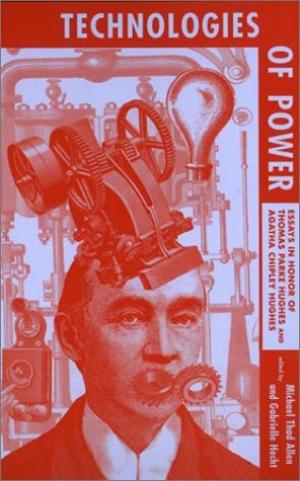 TECHNOLOGIES
OF POWER
ESSAYS IN HONOR OF
THOMAS PARKE HUGHES AND
AGATHA CHIPLEY HUGHES
edited by
Michael Thad Allen
and Gabrielle Hecht